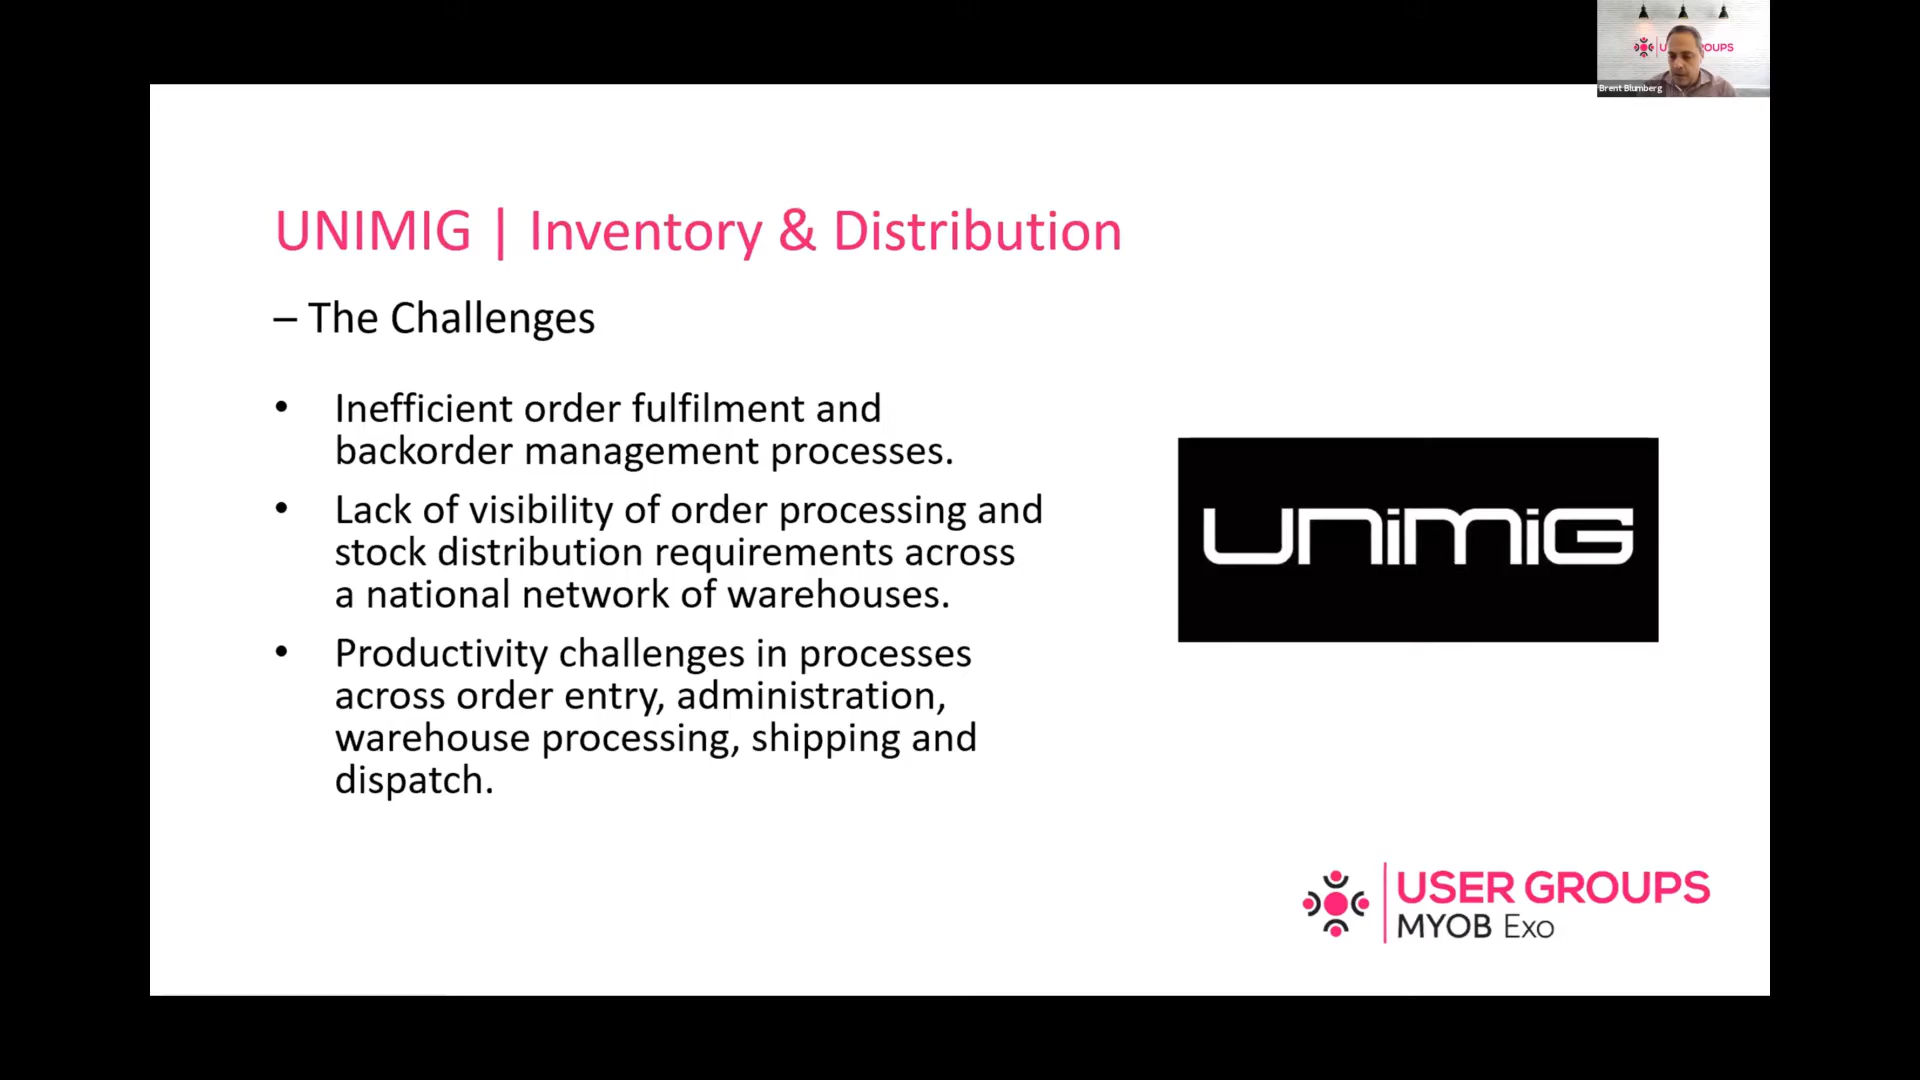 UNIMIG | Inventory & Distribution
– The Challenges
• Inefficient order fulfilment and
backorder management processes.
• Lack of visibility of order processing and
stock distribution requirements across
a national network of warehouses.
• Productivity challenges in processes
across order entry, administration,
warehouse processing, shipping and
dispatch.
UNiMiG
USER GROUPS
MYOB Exo
OUPS
Brent Blumberg